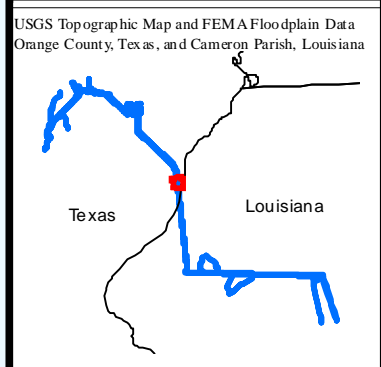 USGS Topographic Map and FEMA Floodplain Data
Orange County, Texas, and Cameron Parish, Louisiana
Texas
Louisiana